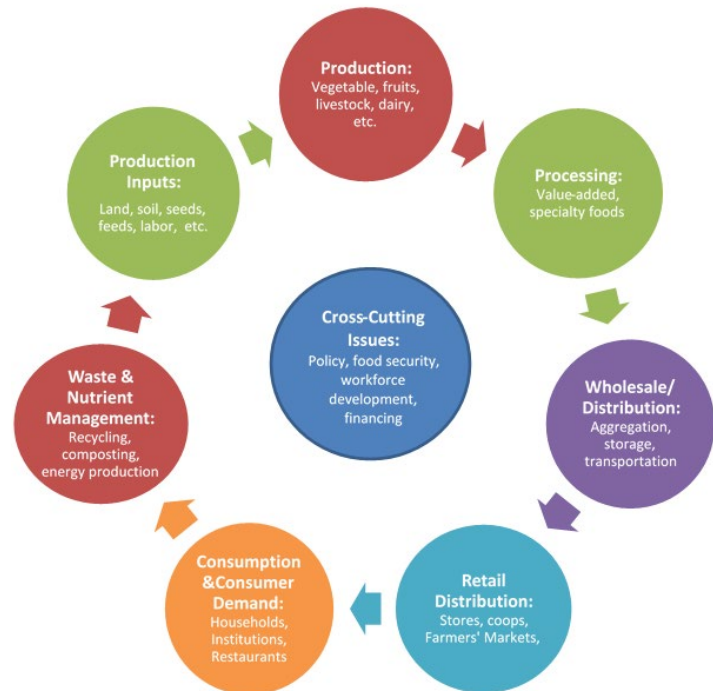 Production:
Vegetable, fruits,
livestock, dairy,
etc.
Processing:
Value-added,
specialty foods
Wholesale/
Distribution:
Aggregation,
storage,
transportation
Retail
Distribution:
Stores, coops,
Farmers' Markets,
Consumption
&Consumer
Demand:
Households,
Institutions,
Restaurants
Waste &
Nutrient
Management:
Recycling,
composting,
energy production
Production
Inputs:
Land, soil, seeds,
feeds, labor, etc.
Cross-Cutting
Issues:
Policy, food security,
workforce
development,
financing